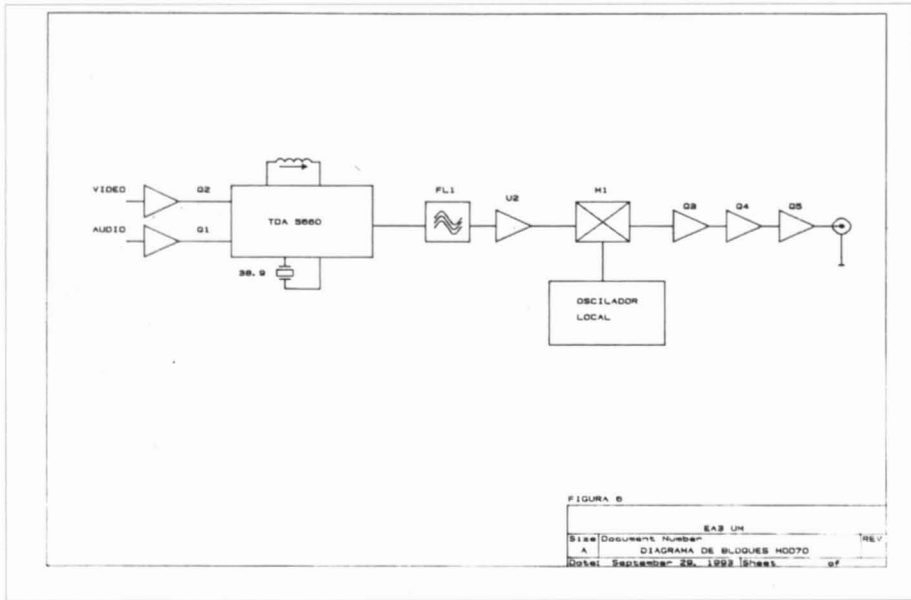 VIDEO
Q2
AUDIO
Q1
TDA 5660
38.9
FL1
U2
M1
Q3
Q4
Q5
OSCILADOR
LOCAL
FIGURA 6
EA3 UM
Size
Document Number
REV
A
DIAGRAMA DE BLOQUES MOD70
Date: September 29, 1993
Sheet of